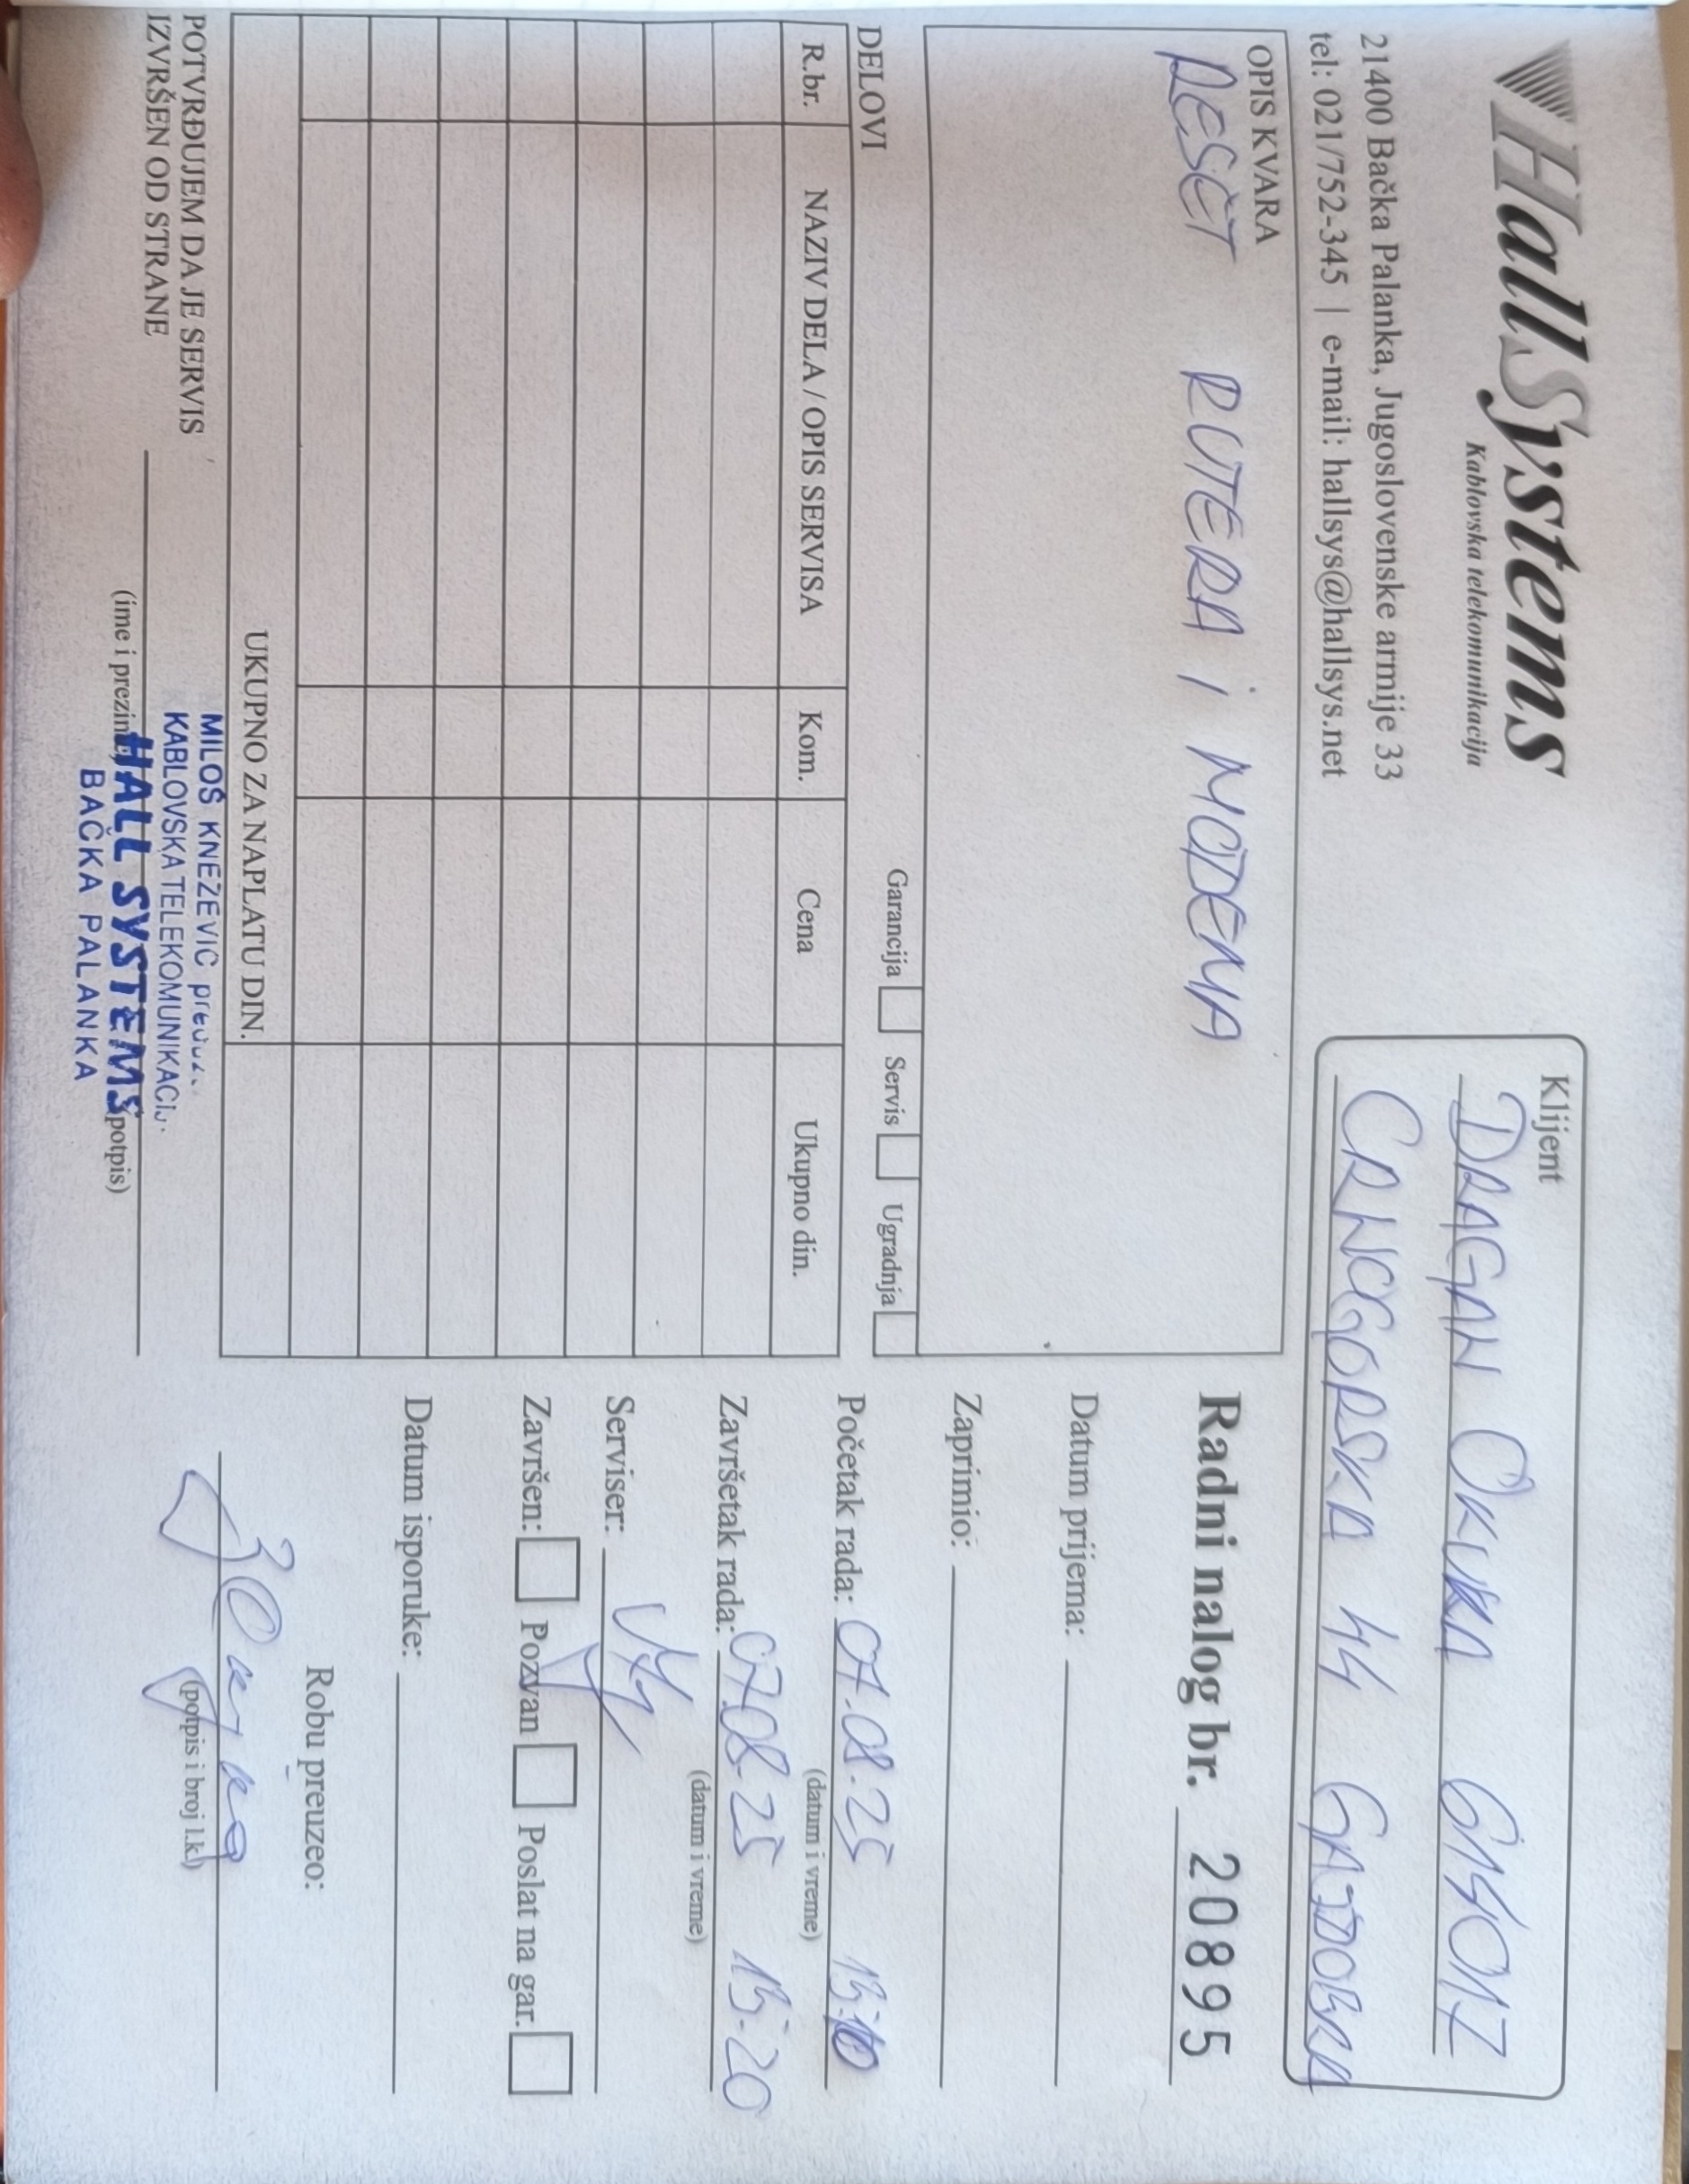 HallSystems
Kablovska telekomunikacija
21400 Bačka Palanka, Jugoslovenske armije 33
tel: 021/752-345 | e-mail: hallsys@hallsys.net
Klijent
DRAGAN OKUKA
CRNOGORSKA 44 GAJDOBRA
OPIS KVARA
RESET RUTERA I MODEMA
Radni nalog br. 20895
Datum prijema:
Zaprimio:
Početak rada: 07.08.25
(datum i vreme)
Završetak rada: 07.08.25 15:20
(datum i vreme)
Serviser:
Završen: Pozvan Poslat na gar.
Datum isporuke:
Robu preuzeo:
(potpis i broj l.k.)
DELOVI
Garancija Servis Ugradnja
R.br. NAZIV DELA / OPIS SERVISA Kom. Cena Ukupno din.
UKUPNO ZA NAPLATU DIN.
POTVRĐUJEM DA JE SERVIS
IZVRŠEN OD STRANE
(ime i prezime, potpis)
MILOŠ KNEŽEVIĆ
KABLOVSKA
HALL SYSTEMS
BAČKA PALANKA